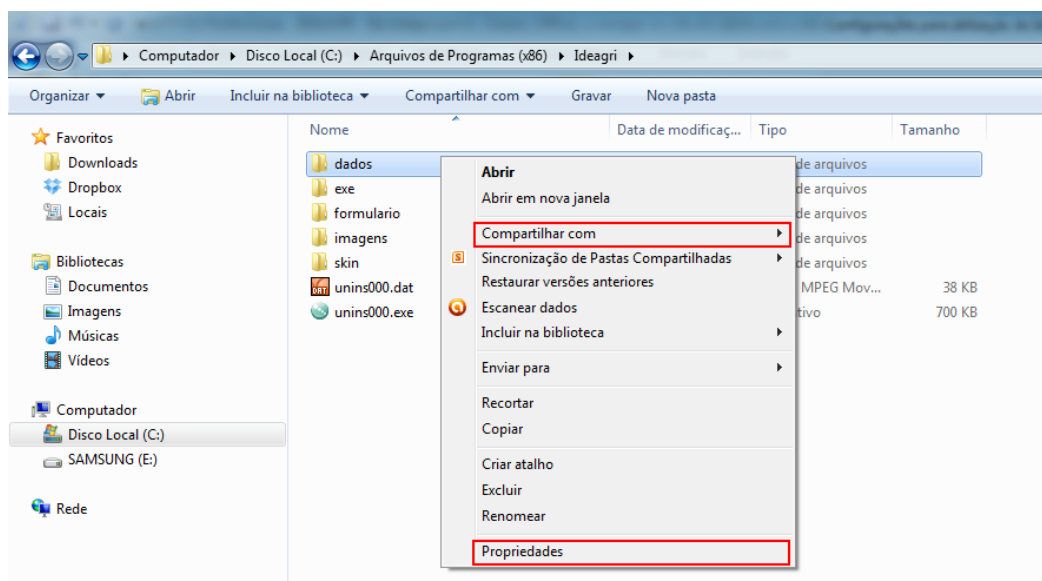 Computador Disco Local (C:) Arquivos de Programas (x86) Ideagri
Organizar Abrir Incluir na biblioteca Compartilhar com Gravar Nova pasta
Nome Data de modificaç... Tipo Tamanho
Favoritos
Downloads
Dropbox
Locais
Bibliotecas
Documentos
Imagens
Músicas
Vídeos
Computador
Disco Local (C:)
SAMSUNG (E:)
Rede
dados de arquivos
exe de arquivos
formulario de arquivos
imagens de arquivos
skin de arquivos
unins000.dat MPEG Mov... 38 KB
unins000.exe tivo 700 KB
Abrir
Abrir em nova janela
Compartilhar com
S Sincronização de Pastas Compartilhadas
Restaurar versões anteriores
Escanear dados
Incluir na biblioteca
Enviar para
Recortar
Copiar
Criar atalho
Excluir
Renomear
Propriedades